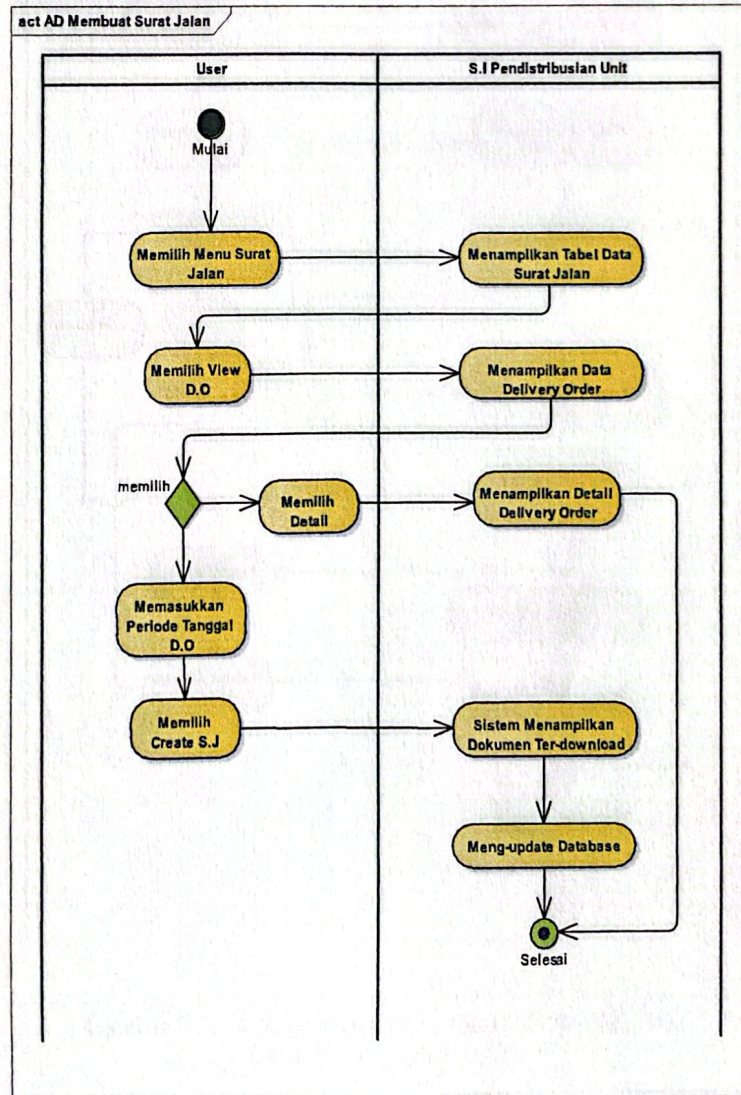 act AD Membuat Surat Jalan
User
S.I Pendistribusian Unit
Mulai
Memilih Menu Surat
Jalan
Menampilkan Tabel Data
Surat Jalan
Memilih View
D.O
Menampilkan Data
Delivery Order
memilih
Memilih
Detail
Menampilkan Detail
Delivery Order
Memasukkan
Periode Tanggal
D.O
Memilih
Create S.J
Sistem Menampilkan
Dokumen Ter-download
Meng-update Database
Selesai